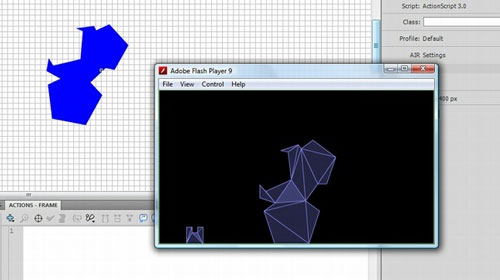 Script: ActionScript 3.0
Class:
Profile: Default
AIR Settings
400 px
Adobe Flash Player 9
File View Control Help
ACTIONS - FRAME
1